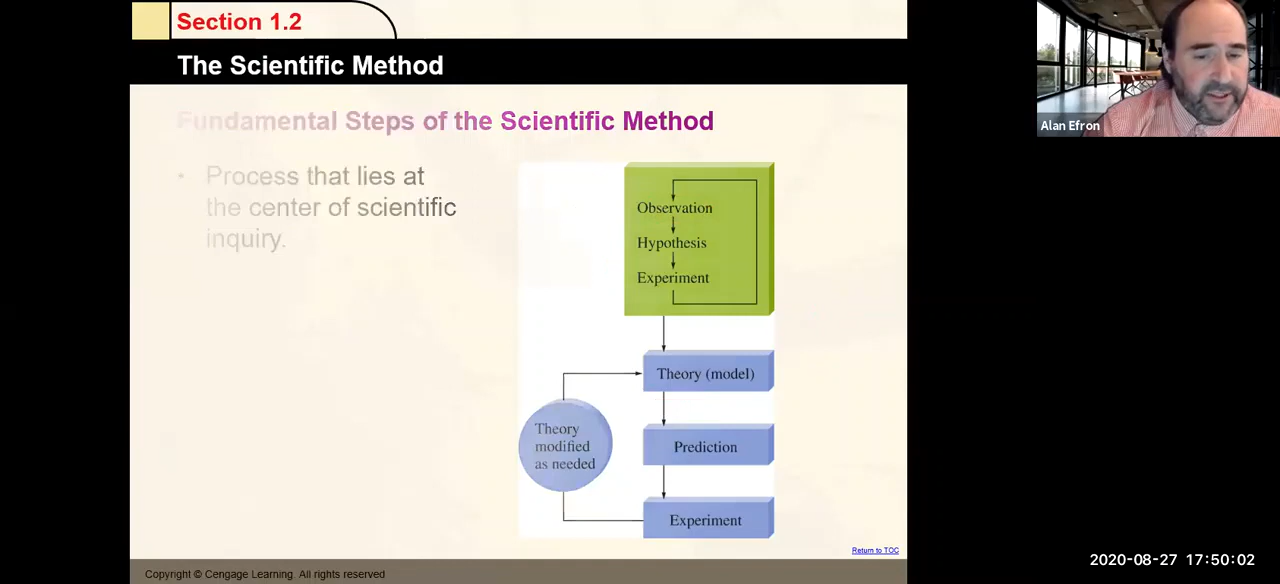 Section 1.2
The Scientific Method
Fundamental Steps of the Scientific Method
• Process that lies at
the center of scientific
inquiry.
Observation
Hypothesis
Experiment
Theory (model)
Theory
modified
as needed
Prediction
Experiment
Return to TOC
Copyright © Cengage Learning. All rights reserved
Alan Efron
2020-08-27 17:50:02